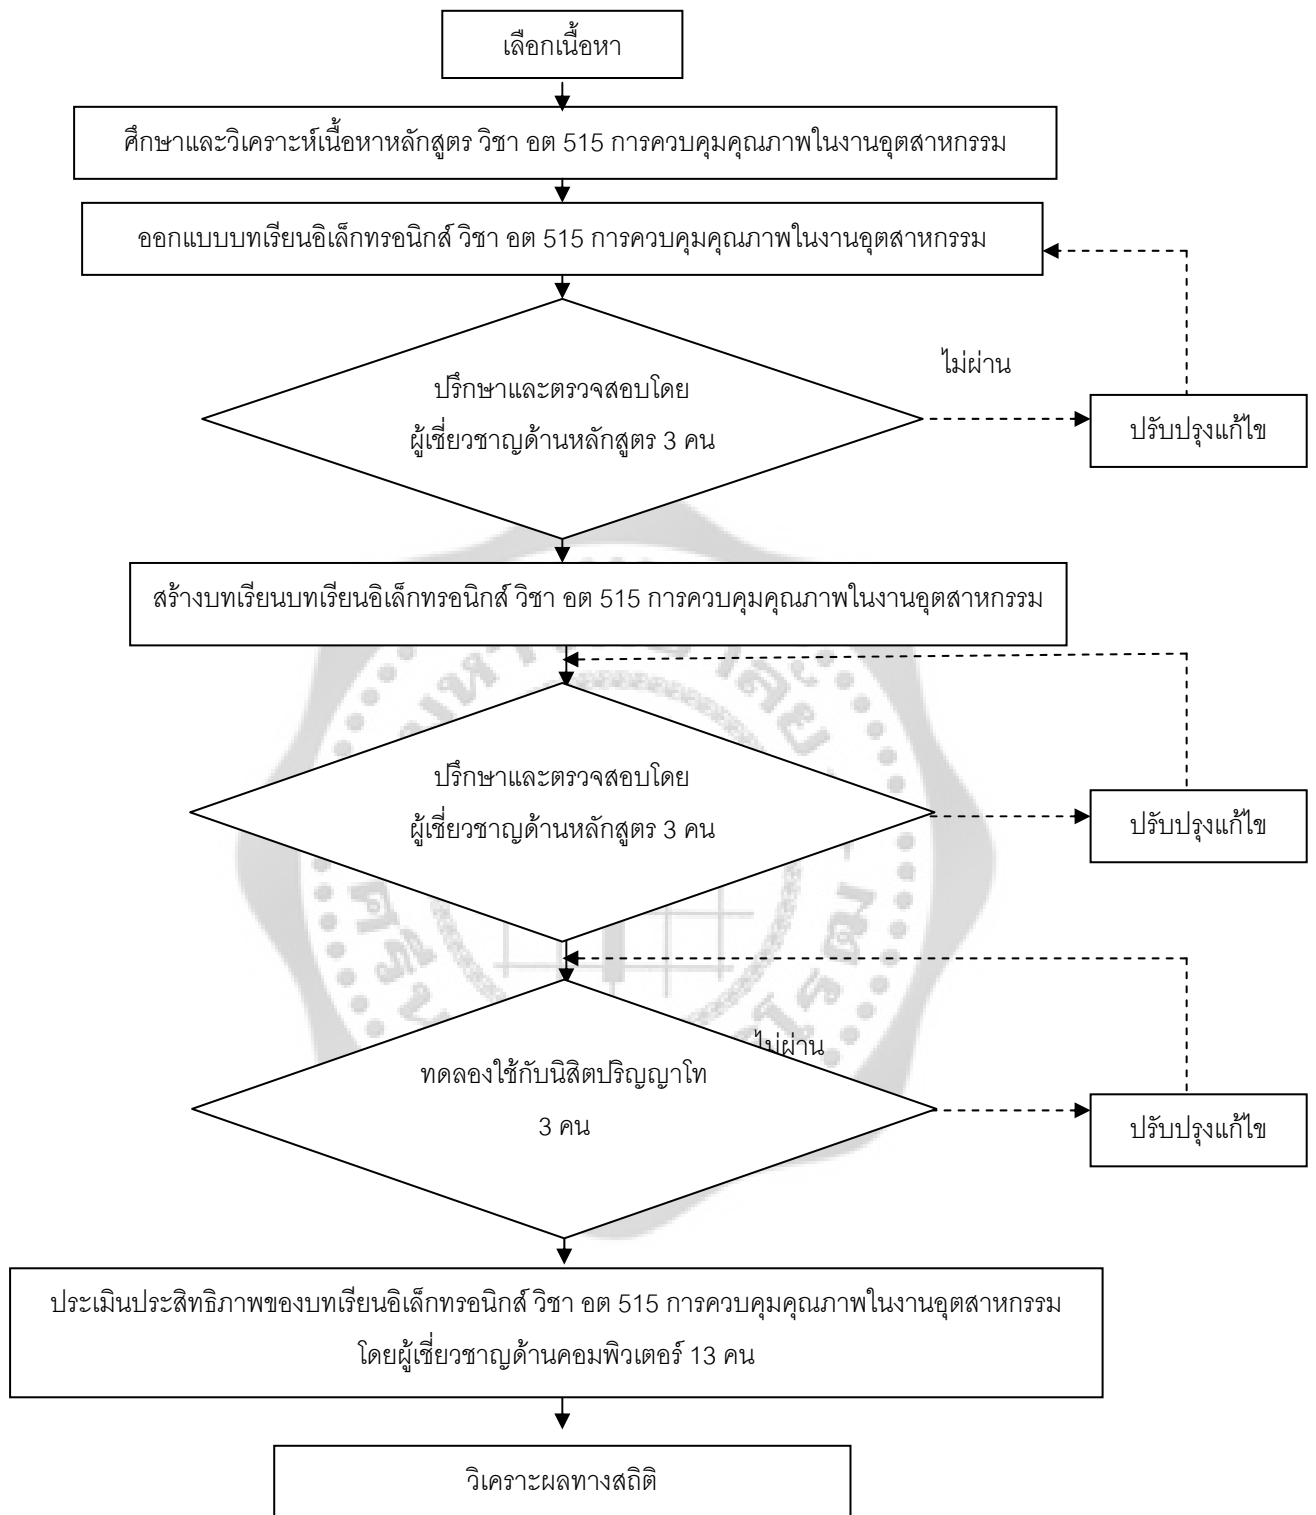 เลือกเนื้อหา
ศึกษาและวิเคราะห์เนื้อหาหลักสูตร วิชา อต 515 การควบคุมคุณภาพในงานอุตสาหกรรม
ออกแบบบทเรียนอิเล็กทรอนิกส์ วิชา อต 515 การควบคุมคุณภาพในงานอุตสาหกรรม
ไม่ผ่าน
ปรึกษาและตรวจสอบโดย
ผู้เชี่ยวชาญด้านหลักสูตร 3 คน
ปรับปรุงแก้ไข
สร้างบทเรียนบทเรียนอิเล็กทรอนิกส์ วิชา อต 515 การควบคุมคุณภาพในงานอุตสาหกรรม
ปรึกษาและตรวจสอบโดย
ผู้เชี่ยวชาญด้านหลักสูตร 3 คน
ปรับปรุงแก้ไข
ไม่ผ่าน
ทดลองใช้กับนิสิตปริญญาโท
3 คน
ปรับปรุงแก้ไข
ประเมินประสิทธิภาพของบทเรียนอิเล็กทรอนิกส์ วิชา อต 515 การควบคุมคุณภาพในงานอุตสาหกรรม
โดยผู้เชี่ยวชาญด้านคอมพิวเตอร์ 13 คน
วิเคราะผลทางสถิติ